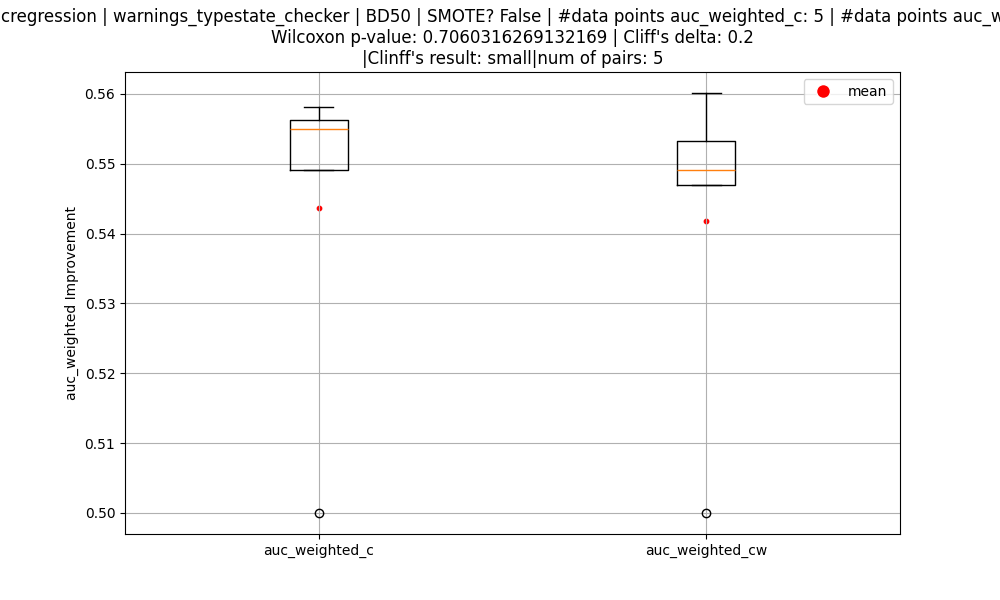 | warnings_typestate_checker | BD50 | SMOTE? False | #data points auc_weighted_c: 5 | #data points
Wilcoxon p-value: 0.7060316269132169 | Cliff's delta: 0.2
|Clinff's result: small|num of pairs: 5
mean
0.56
0.55
0.54
0.53
0.52
0.51
0.50
auc_weighted Improvement
auc_weighted_c
auc_weighted_cw